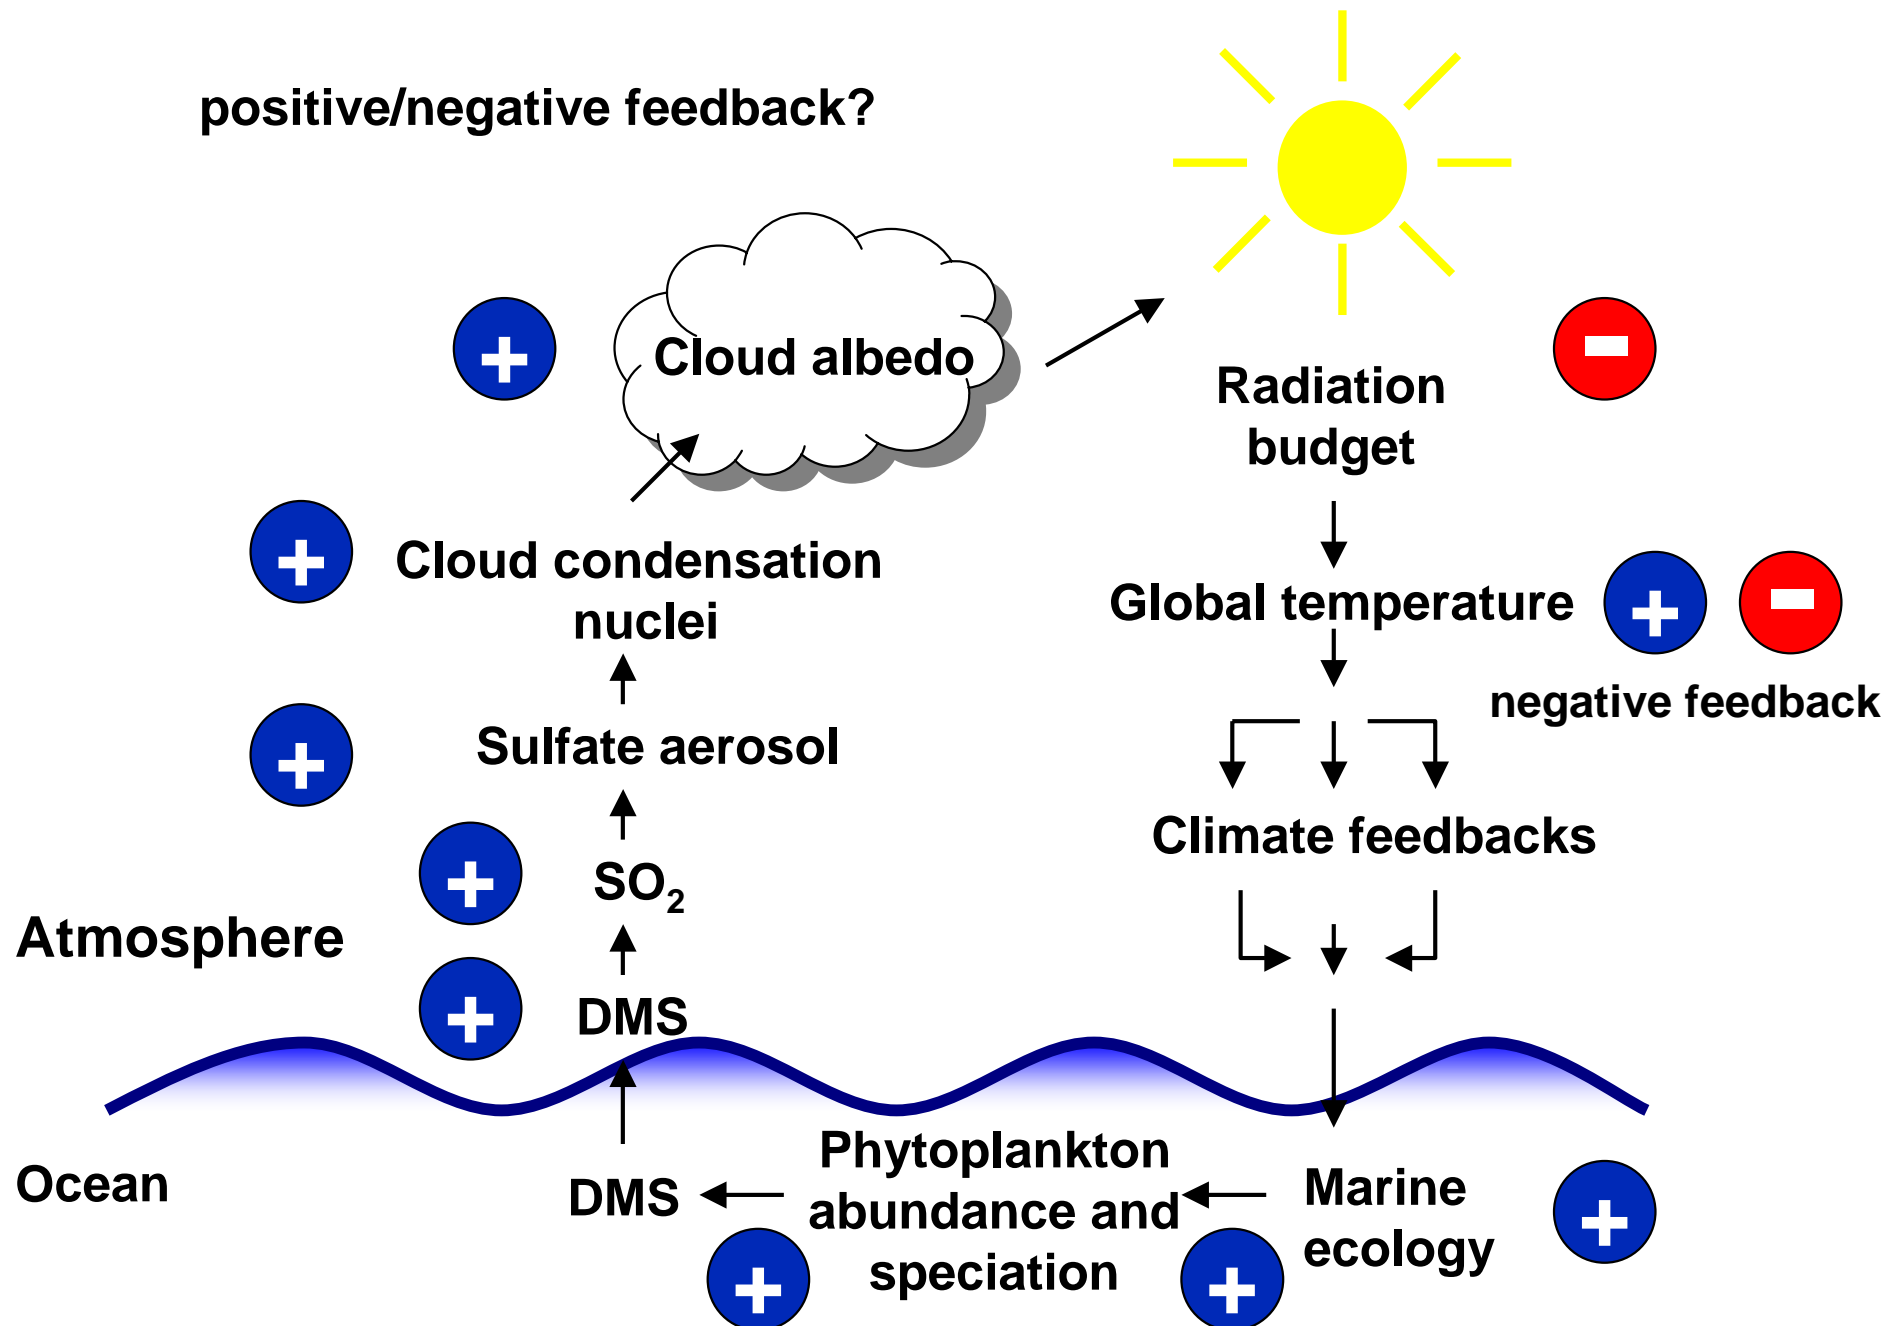 positive/negative feedback?
Cloud albedo
Radiation
budget
Cloud condensation
nuclei
Global temperature
negative feedback
Sulfate aerosol
Climate feedbacks
SO₂
Atmosphere
DMS
Ocean
DMS
Phytoplankton
abundance and
speciation
Marine
ecology
+
+
+
+
+
+
+
+
+
-
-